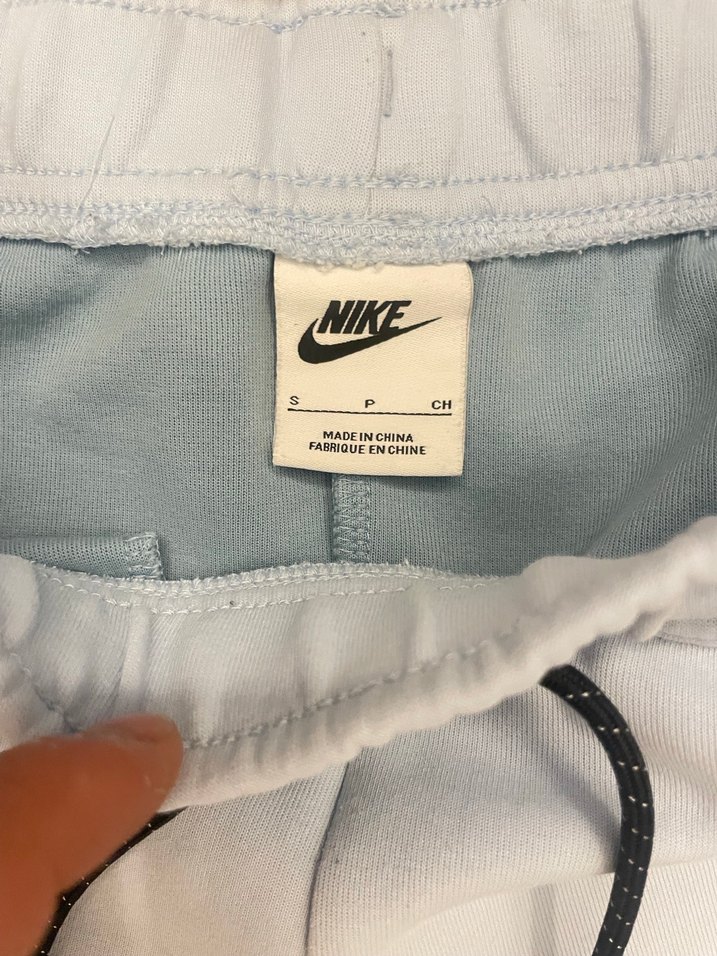 NIKE
S P CH
MADE IN CHINA
FABRIQUE EN CHINE